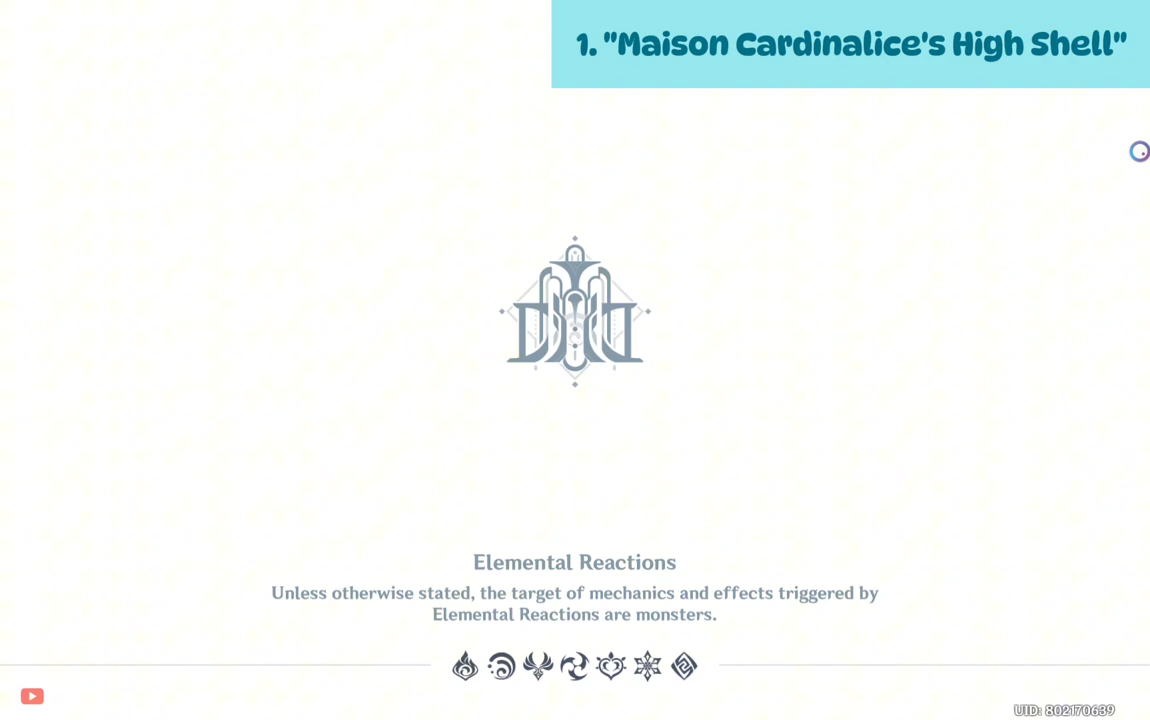 1. "Maison Cardinalice's High Shell"
Elemental Reactions
Unless otherwise stated, the target of mechanics and effects triggered by
Elemental Reactions are monsters.
UID: 802170639